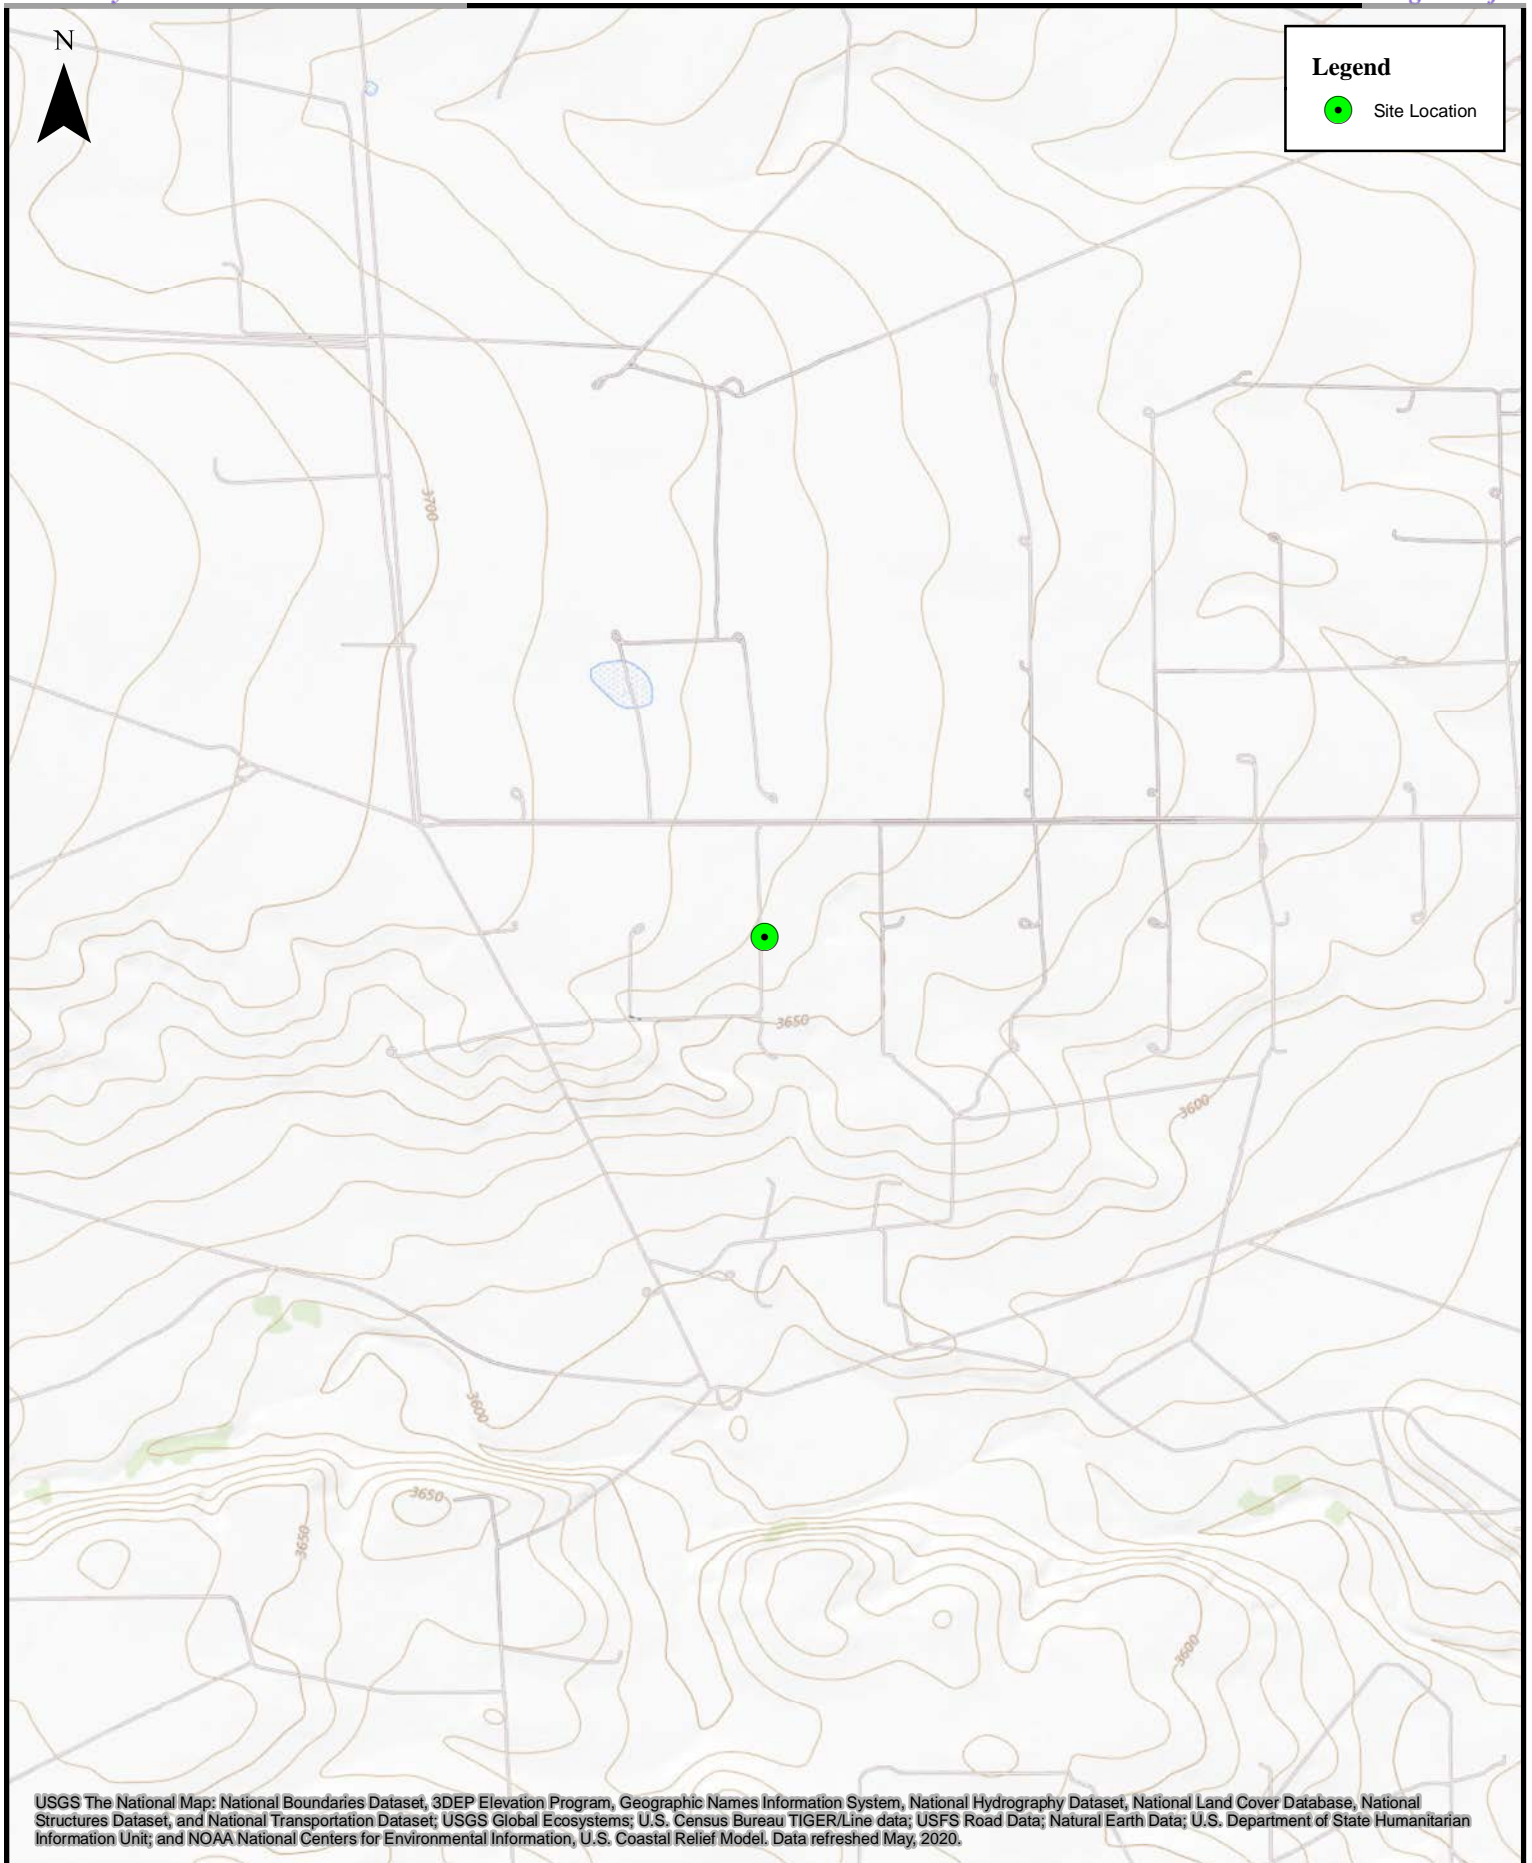 N
Legend
Site Location
3700
3650
3600
3600
3650
3650
3600
USGS The National Map: National Boundaries Dataset, 3DEP Elevation Program, Geographic Names Information System, National Hydrography Dataset, National Land Cover Database, National
Structures Dataset, and National Transportation Dataset; USGS Global Ecosystems; U.S. Census Bureau TIGER/Line data; USFS Road Data; Natural Earth Data; U.S. Department of State Humanitarian
Information Unit; and NOAA National Centers for Environmental Information, U.S. Coastal Relief Model. Data refreshed May, 2020.